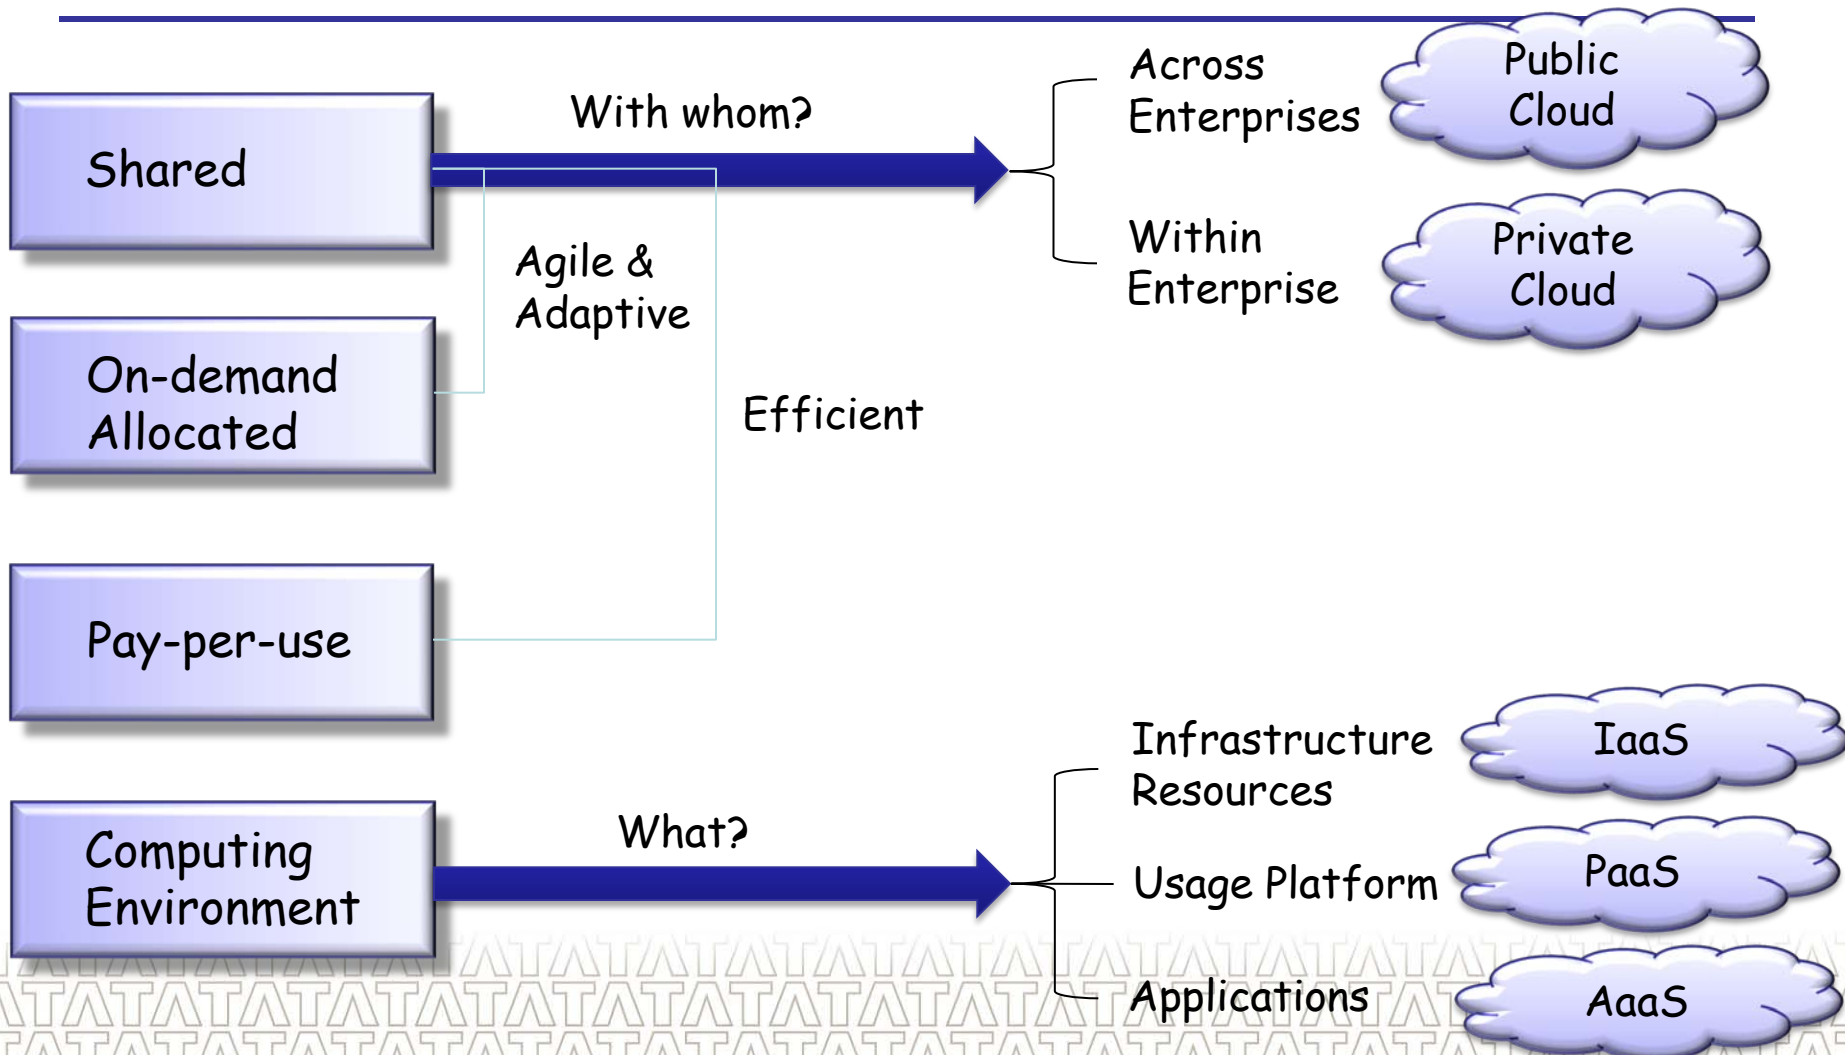 Shared
With whom?
Across
Enterprises
Public
Cloud
Within
Enterprise
Private
Cloud
Agile &
Adaptive
On-demand
Allocated
Efficient
Pay-per-use
Computing
Environment
What?
Infrastructure
Resources
IaaS
Usage Platform
PaaS
Applications
AaaS
TATATATATATATATATATATATATATATATATATATA